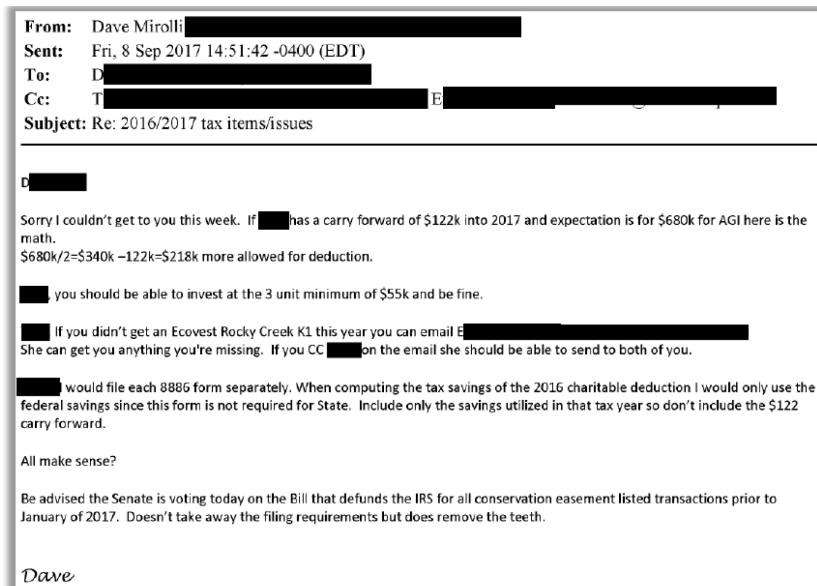 From: Dave Mirolli
Sent: Fri, 8 Sep 2017 14:51:42 -0400 (EDT)
To: D
Cc: T E
Subject: Re: 2016/2017 tax items/issues
D
Sorry I couldn't get to you this week. If has a carry forward of $122k into 2017 and expectation is for $680k for AGI here is the
math.
$680k/2=$340k –122k=$218k more allowed for deduction.
, you should be able to invest at the 3 unit minimum of $55k and be fine.
If you didn't get an Ecovest Rocky Creek K1 this year you can email E
She can get you anything you're missing. If you CC on the email she should be able to send to both of you.
I would file each 8886 form separately. When computing the tax savings of the 2016 charitable deduction I would only use the
federal savings since this form is not required for State. Include only the savings utilized in that tax year so don't include the $122
carry forward.
All make sense?
Be advised the Senate is voting today on the Bill that defunds the IRS for all conservation easement listed transactions prior to
January of 2017. Doesn't take away the filing requirements but does remove the teeth.
Dave